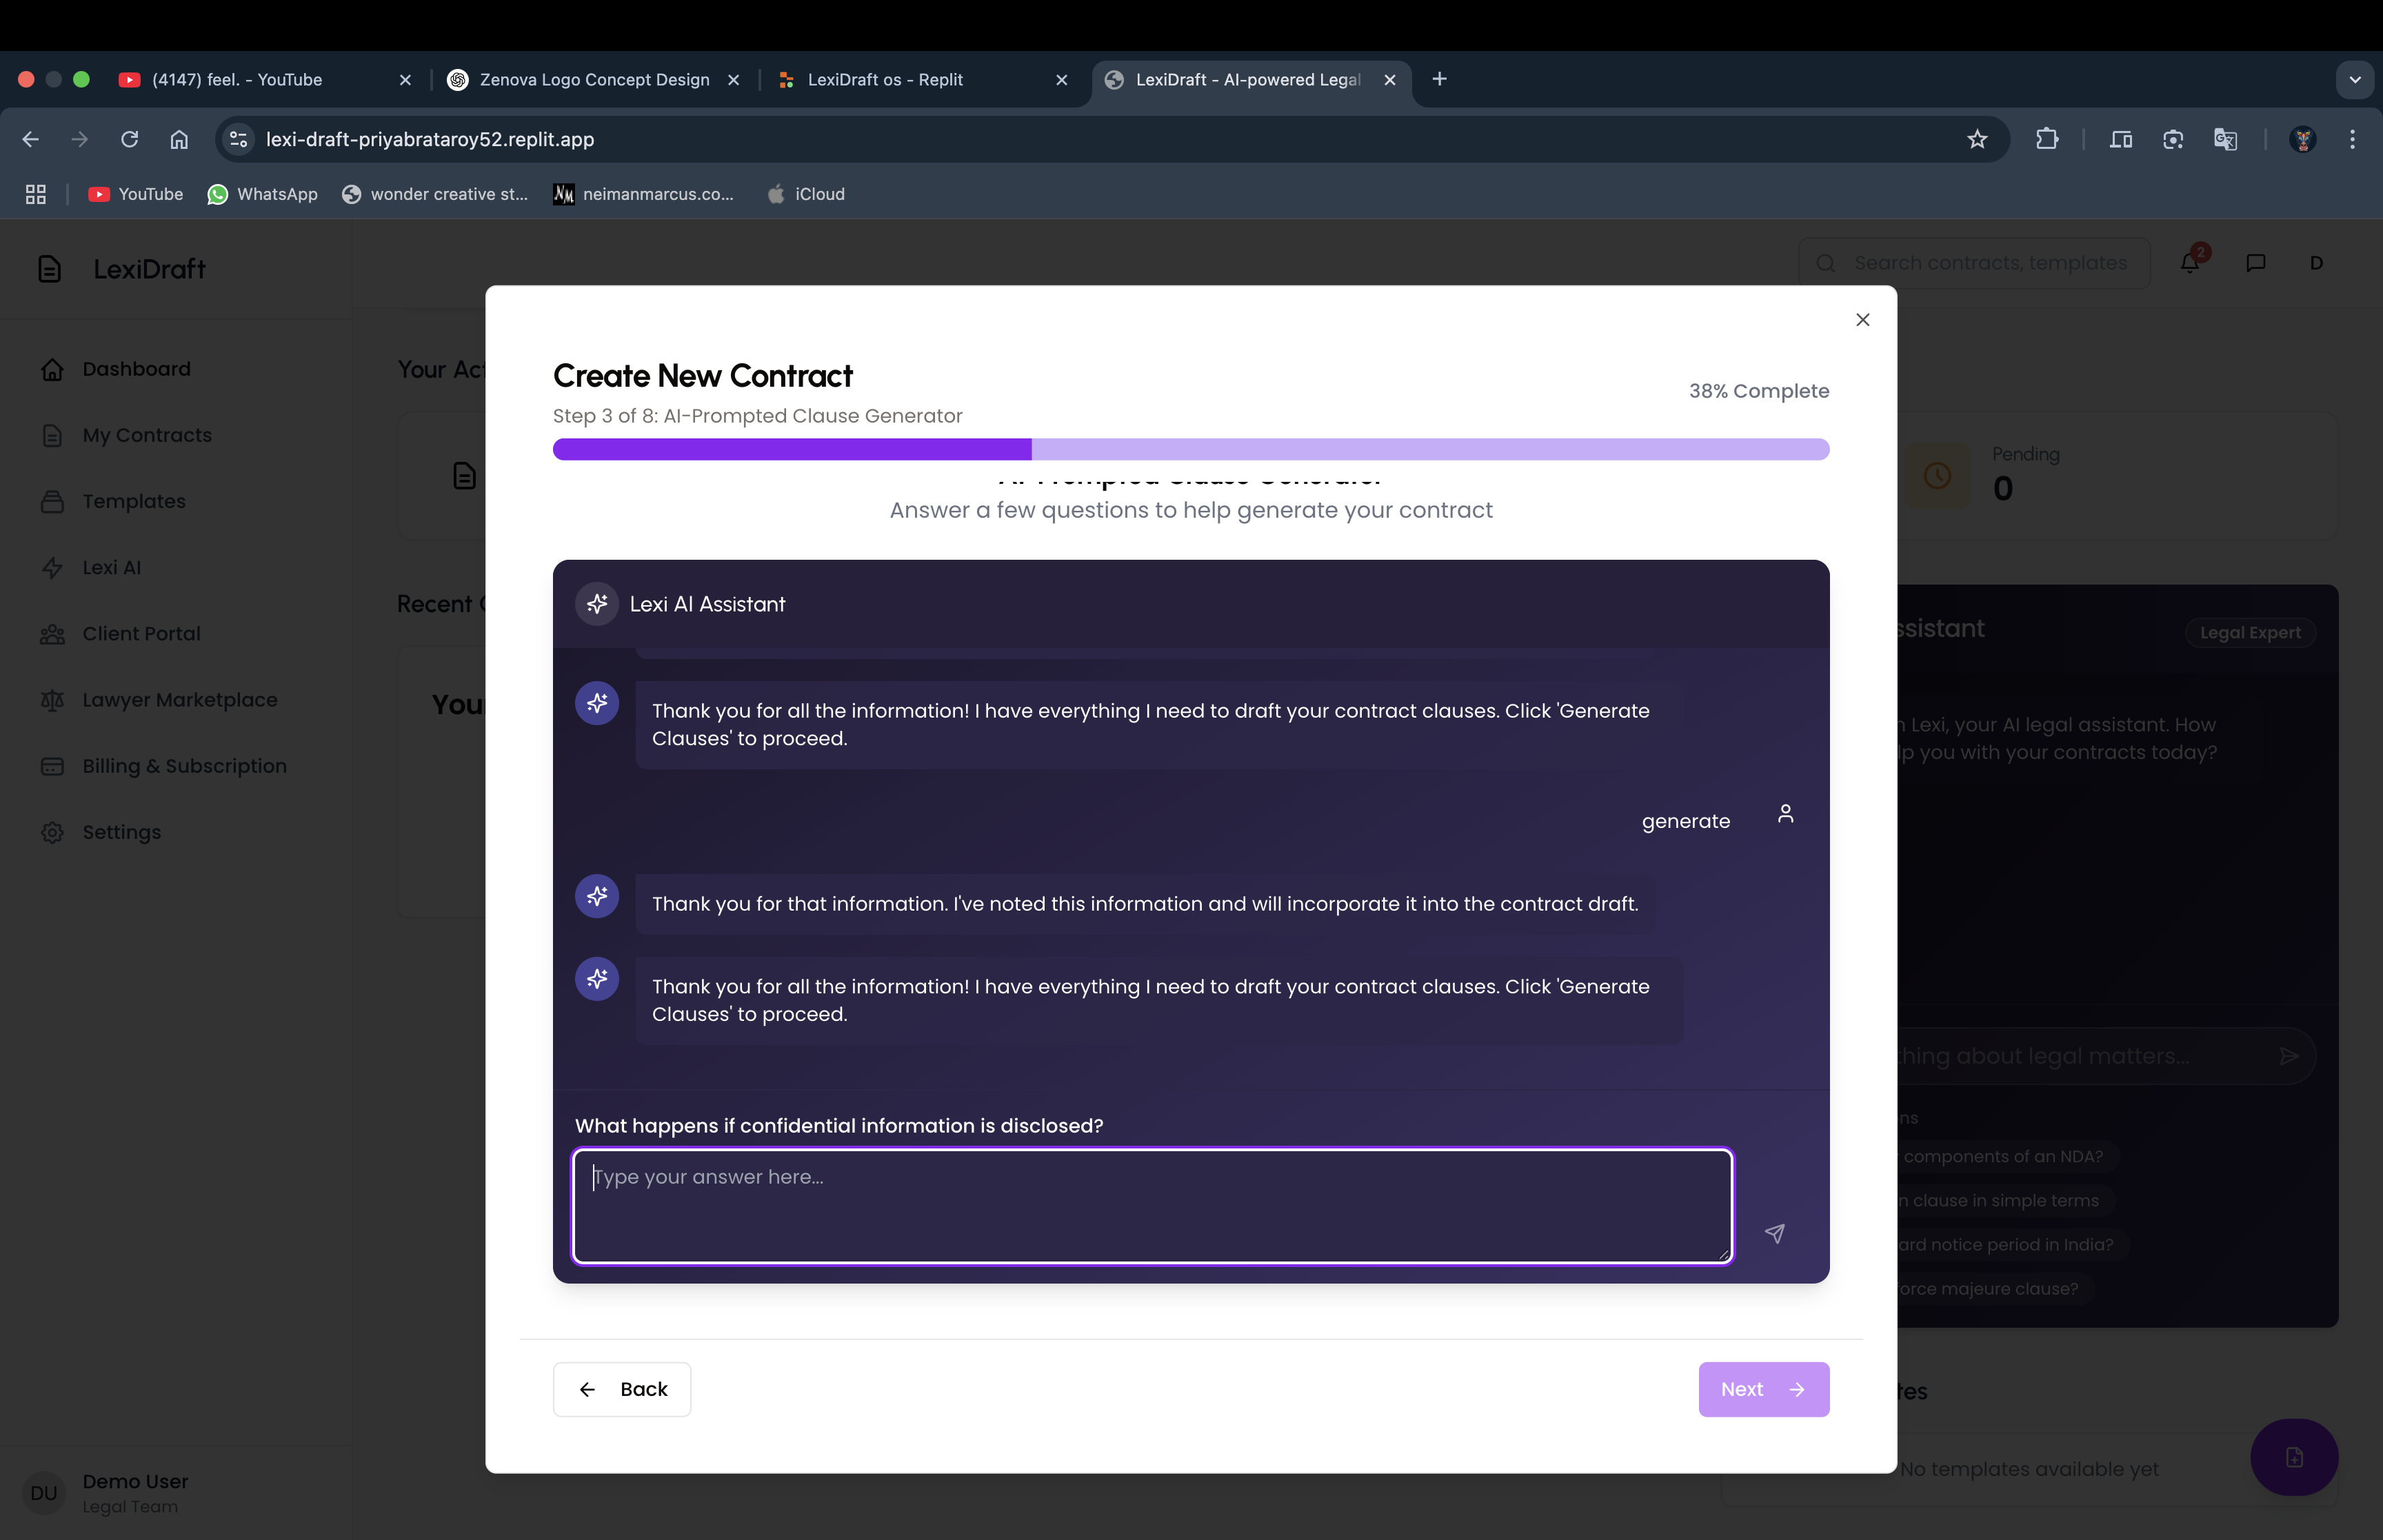 (4147) feel. - YouTube
Zenova Logo Concept Design
LexiDraft os - Replit
LexiDraft - AI-powered Legal
lexi-draft-priyabrataroy52.replit.app
YouTube
WhatsApp
wonder creative st...
neimanmarcus.co...
iCloud
LexiDraft
Search contracts, templates
2
D
Dashboard
My Contracts
Templates
Lexi AI
Client Portal
Lawyer Marketplace
Billing & Subscription
Settings
DU
Demo User
Legal Team
Your Act
Recent
You
Create New Contract
Step 3 of 8: AI-Prompted Clause Generator
38% Complete
AI-Prompted Clause Generator
Answer a few questions to help generate your contract
Lexi AI Assistant
Thank you for all the information! I have everything I need to draft your contract clauses. Click 'Generate
Clauses' to proceed.
generate
Thank you for that information. I've noted this information and will incorporate it into the contract draft.
Thank you for all the information! I have everything I need to draft your contract clauses. Click 'Generate
Clauses' to proceed.
What happens if confidential information is disclosed?
Type your answer here...
Back
Next
Pending
0
ssistant
Legal Expert
Lexi, your AI legal assistant. How
lp you with your contracts today?
thing about legal matters...
ns
components of an NDA?
n clause in simple terms
ard notice period in India?
orce majeure clause?
tes
No templates available yet